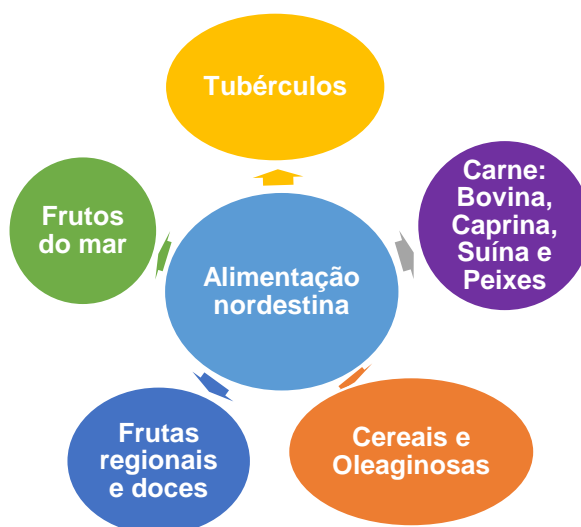 Tubérculos
Carne:
Bovina,
Caprina,
Suína e
Peixes
Frutos
do mar
Alimentação
nordestina
Frutas
regionais
e doces
Cereais e
Oleaginosas